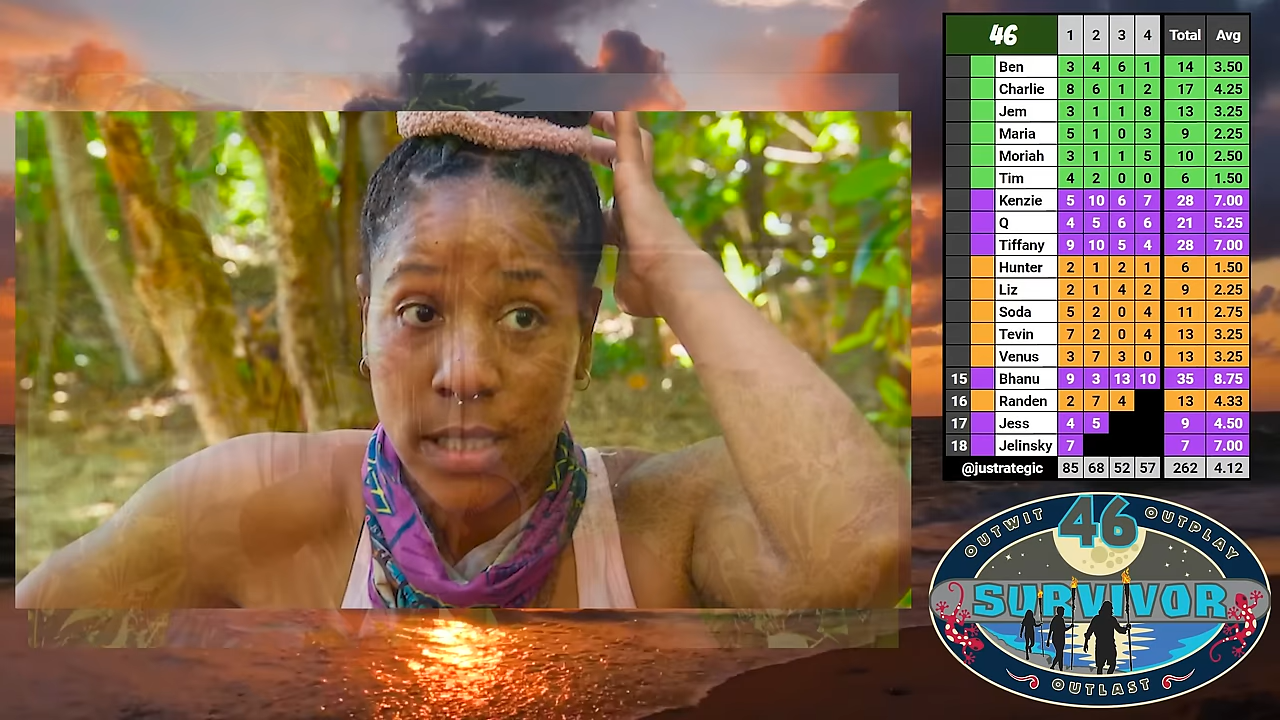 46 1 2 3 4 Total Avg
Ben 3 4 6 1 14 3.50
Charlie 8 6 1 2 17 4.25
Jem 3 1 1 8 13 3.25
Maria 5 1 0 3 9 2.25
Moriah 3 1 1 5 10 2.50
Tim 4 2 0 0 6 1.50
Kenzie 5 10 6 7 28 7.00
Q 4 5 6 6 21 5.25
Tiffany 9 10 5 4 28 7.00
Hunter 2 1 2 1 6 1.50
Liz 2 1 4 2 9 2.25
Soda 5 2 0 4 11 2.75
Tevin 7 2 0 4 13 3.25
Venus 3 7 3 0 13 3.25
15 Bhanu 9 3 13 10 35 8.75
16 Randen 2 7 4 13 4.33
17 Jess 4 5 9 4.50
18 Jelinsky 7 7 7.00
@justrategic 85 68 52 57 262 4.12
OUTWIT 46 OUTPLAY
SURVIVOR
OUTLAST